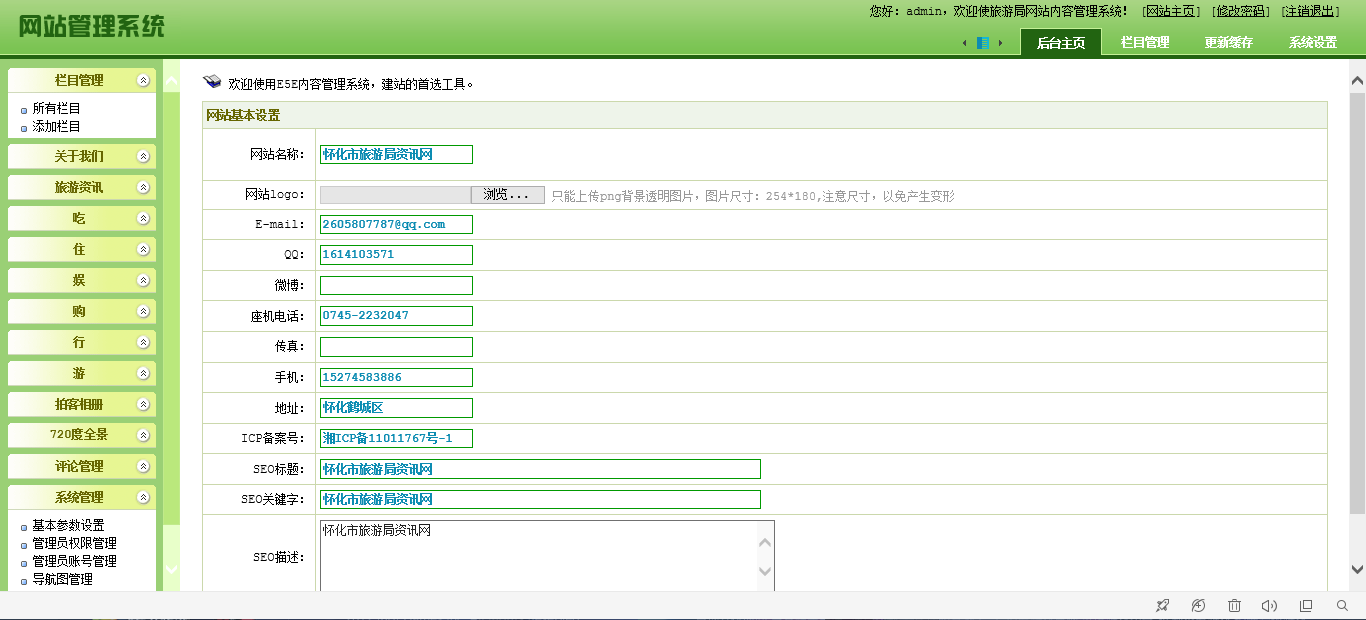 网站管理系统
您好：admin，欢迎使旅游局网站内容管理系统！ [网站主页] [修改密码] [注销退出]
后台主页 栏目管理 更新缓存 系统设置
栏目管理
所有栏目
添加栏目
关于我们
旅游资讯
吃
住
娱
购
行
游
拍客相册
720度全景
评论管理
系统管理
基本参数设置
管理员权限管理
管理员账号管理
导航图管理
欢迎使用E5E内容管理系统，建站的首选工具。
网站基本设置
网站名称： 怀化市旅游局资讯网
网站logo： 浏览... 只能上传png背景透明图片，图片尺寸：254*180,注意尺寸，以免产生变形
E-mail： 2605807787@qq.com
QQ： 1614103571
微博：
座机电话： 0745-2232047
传真：
手机： 15274583886
地址： 怀化鹤城区
ICP备案号： 湘ICP备11011767号-1
SEO标题： 怀化市旅游局资讯网
SEO关键字： 怀化市旅游局资讯网
SEO描述： 怀化市旅游局资讯网